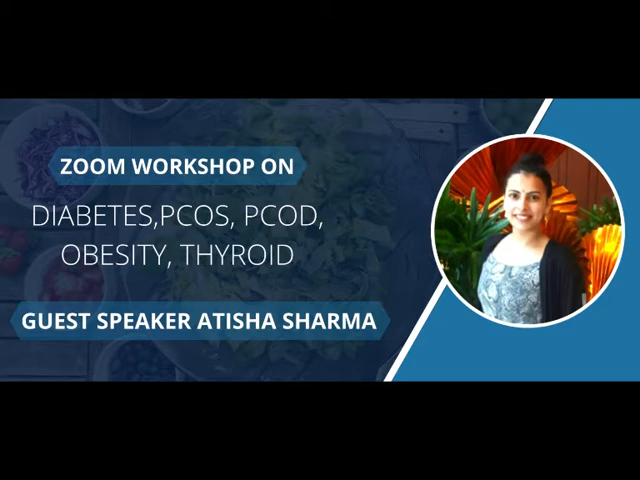 ZOOM WORKSHOP ON
DIABETES,PCOS, PCOD,
OBESITY, THYROID
GUEST SPEAKER ATISHA SHARMA